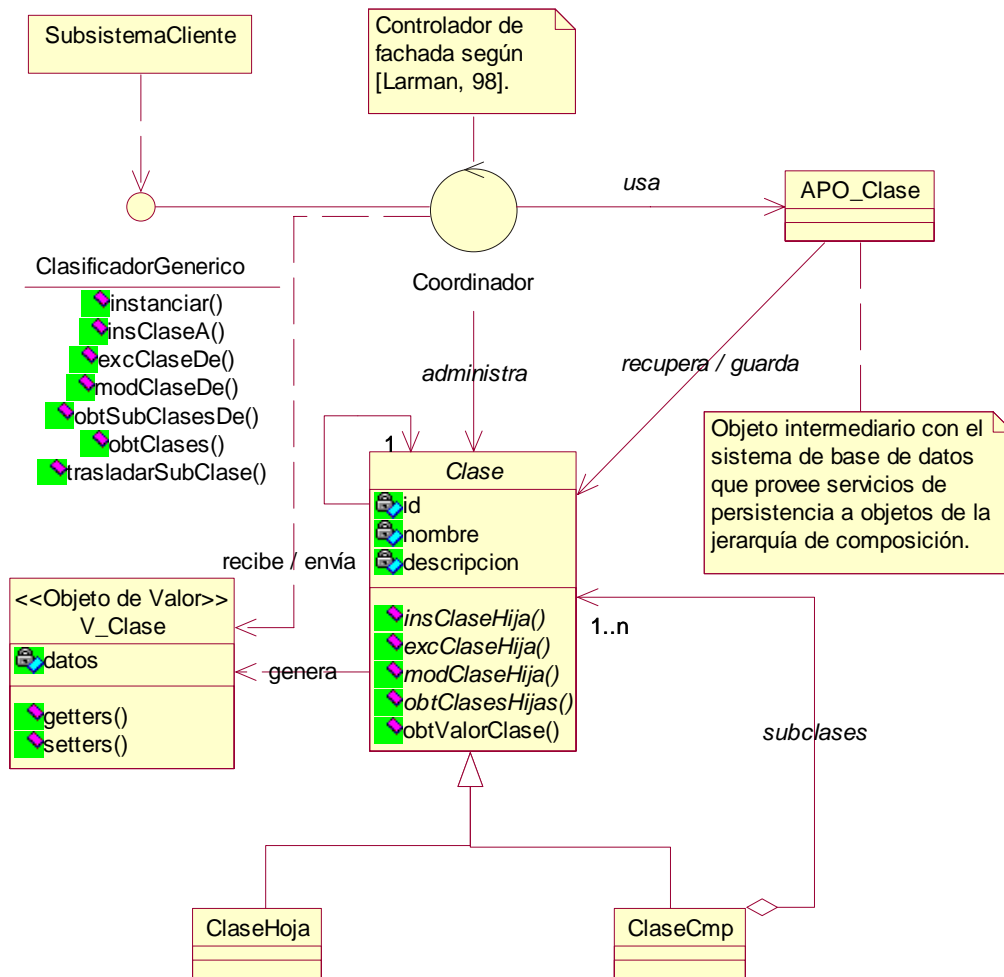 SubsistemaCliente
Controlador de
fachada según
[Larman, 98].
usa
APO_Clase
Coordinador
ClasificadorGenerico
instanciar()
insClaseA()
excClaseDe()
modClaseDe()
obtSubClasesDe()
obtClases()
trasladarSubClase()
administra
recupera / guarda
Objeto intermediario con el
sistema de base de datos
que provee servicios de
persistencia a objetos de la
jerarquía de composición.
1
Clase
id
nombre
descripcion
insClaseHija()
excClaseHija()
modClaseHija()
obtClasesHijas()
obtValorClase()
recibe / envía
<<Objeto de Valor>>
V_Clase
datos
getters()
setters()
genera
1..n
subclases
ClaseHoja
ClaseCmp